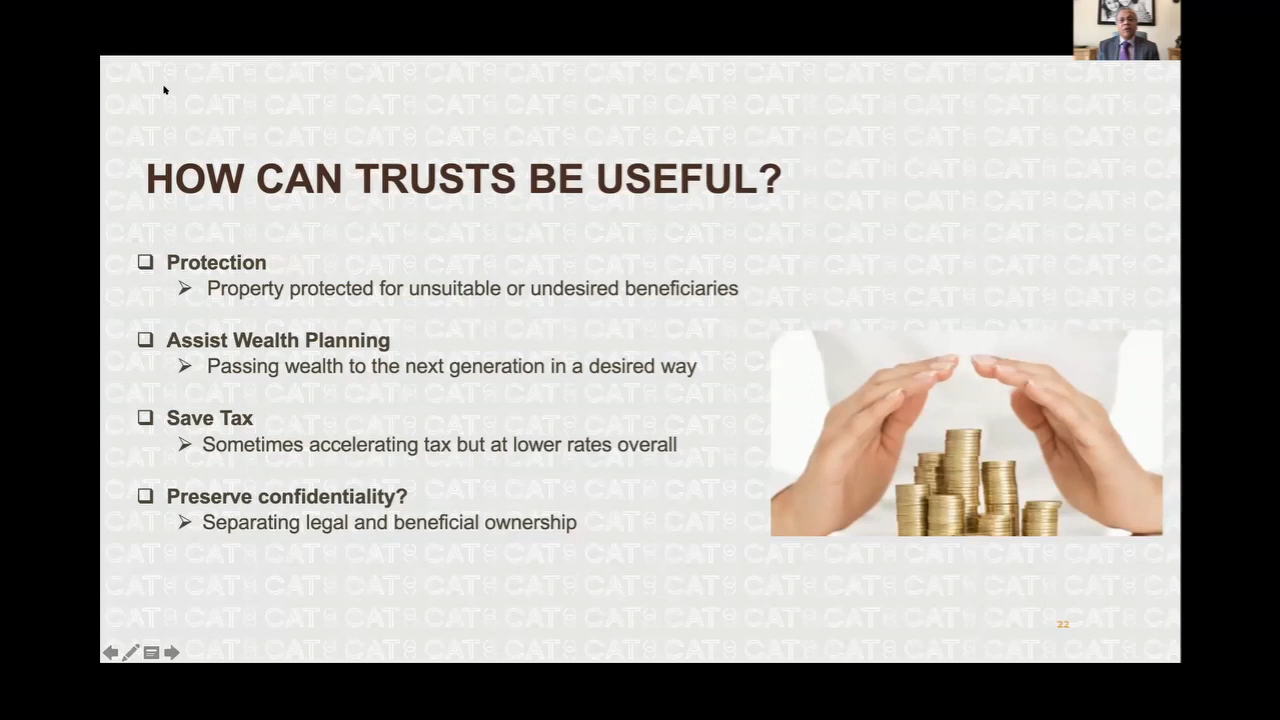 HOW CAN TRUSTS BE USEFUL?
Protection
Property protected for unsuitable or undesired beneficiaries
Assist Wealth Planning
Passing wealth to the next generation in a desired way
Save Tax
Sometimes accelerating tax but at lower rates overall
Preserve confidentiality?
Separating legal and beneficial ownership
22